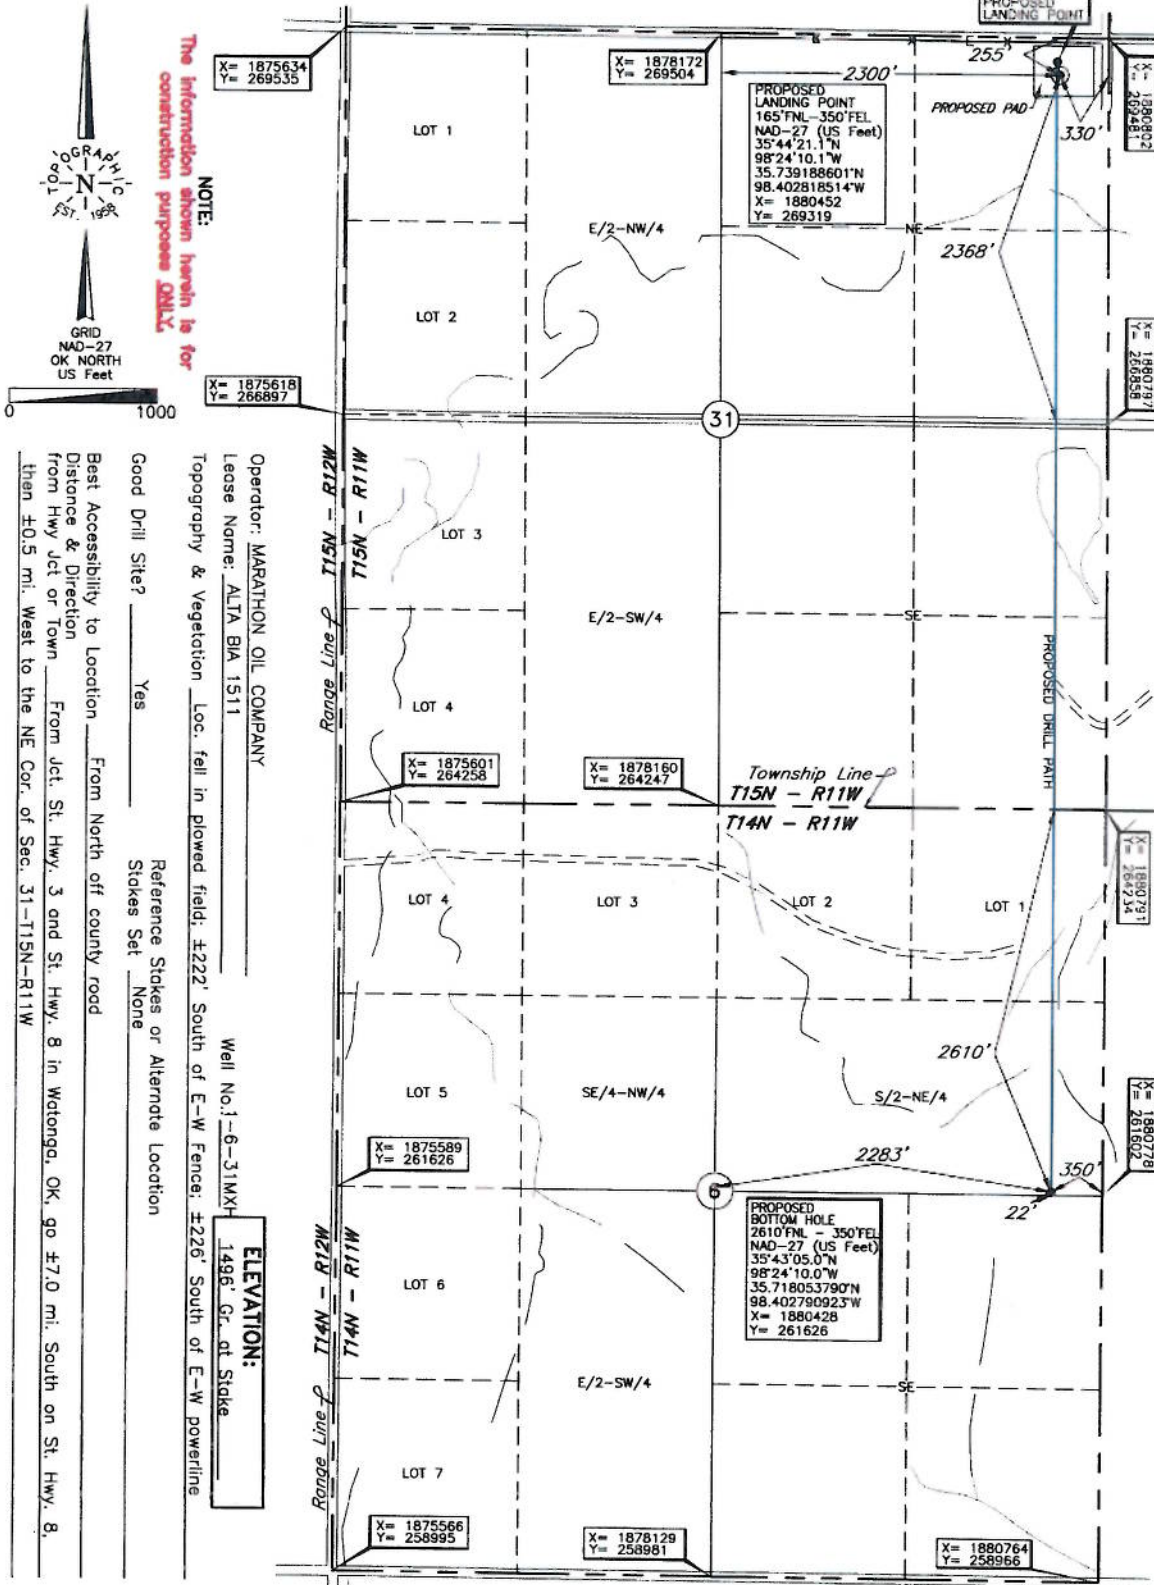 PROPOSED
LANDING POINT
X= 1875634
Y= 269535
X= 1878172
Y= 269504
X= 1880802
Y= 269481
255'
2300'
PROPOSED PAD
330'
PROPOSED
LANDING POINT
165'FNL-350'FEL
NAD-27 (US Feet)
35°44'21.1"N
98°24'10.1"W
35.739188601°N
98.402818514°W
X= 1880452
Y= 269319
LOT 1
E/2-NW/4
NE
2368'
LOT 2
X= 1875618
Y= 266897
X= 1880797
Y= 266858
31
T15N - R12W
T15N - R11W
LOT 3
E/2-SW/4
SE
PROPOSED DRILL PATH
Range Line
LOT 4
X= 1875601
Y= 264258
X= 1878160
Y= 264247
Township Line
T15N - R11W
T14N - R11W
X= 1880791
Y= 264234
LOT 4
LOT 3
LOT 2
LOT 1
2610'
LOT 5
SE/4-NW/4
S/2-NE/4
X= 1880778
Y= 261602
X= 1875589
Y= 261626
2283'
350'
6
22'
PROPOSED
BOTTOM HOLE
2610'FNL - 350'FEL
NAD-27 (US Feet)
35°43'05.0"N
98°24'10.0"W
35.718053790°N
98.402790923°W
X= 1880428
Y= 261626
T14N - R12W
T14N - R11W
LOT 6
E/2-SW/4
SE
Range Line
LOT 7
X= 1875566
Y= 258995
X= 1878129
Y= 258981
X= 1880764
Y= 258966
TOPOGRAPHIC
N
EST. 1958
GRID
NAD-27
OK NORTH
US Feet
0 1000
NOTE:
The information shown herein is for
construction purposes ONLY.
Operator: MARATHON OIL COMPANY
Lease Name: ALTA BIA 1511 Well No.1-6-31MXH
ELEVATION:
1496' Gr. at Stake
Topography & Vegetation Loc. fell in plowed field; ±222' South of E-W Fence; ±226' South of E-W powerline
Good Drill Site? Yes
Reference Stakes or Alternate Location
Stakes Set None
Best Accessibility to Location From North off county road
Distance & Direction
from Hwy Jct or Town From Jct. St. Hwy. 3 and St. Hwy. 8 in Watonga, OK, go ±7.0 mi. South on St. Hwy. 8,
then ±0.5 mi. West to the NE Cor. of Sec. 31-T15N-R11W